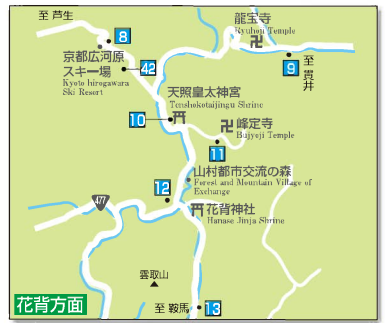 至 芦生
8
京都広河原
スキー場
Kyoto hirogawara
Ski Resort
42
龍宝寺
Ryuhou Temple
9
至 貴井
天照皇太神宮
Tenshokotaijingu Shrine
10
峰定寺
Bujyoji Temple
11
山村都市交流の森
Forest and Mountain Village of
Exchange
12
477
花背神社
Hanase Jinja Shrine
雲取山
至 鞍馬
13
花背方面